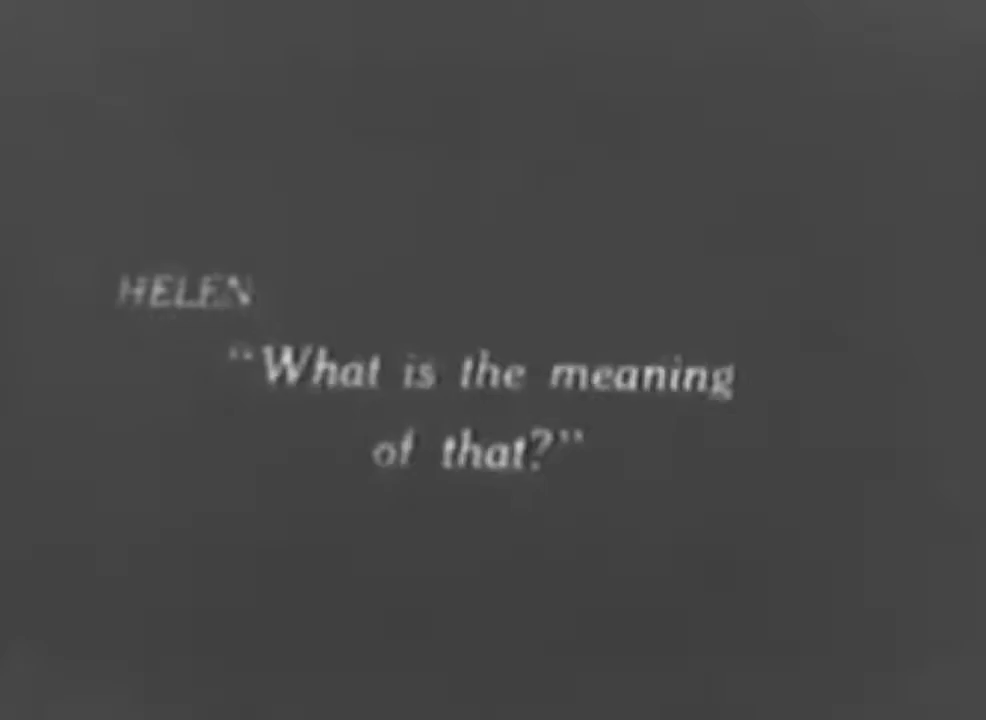 HELEN
"What is the meaning
of that?"